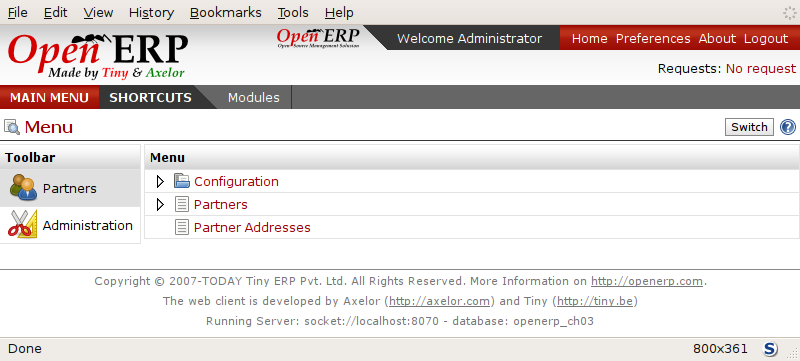 File Edit View History Bookmarks Tools Help
Open ERP
Made by Tiny & Axelor
Open ERP
Open Source Management Solution
Welcome Administrator
Home Preferences About Logout
Requests: No request
MAIN MENU SHORTCUTS Modules
Menu
Switch ?
Toolbar
Partners
Administration
Menu
Configuration
Partners
Partner Addresses
Copyright © 2007-TODAY Tiny ERP Pvt. Ltd. All Rights Reserved. More Information on http://openerp.com.
The web client is developed by Axelor (http://axelor.com) and Tiny (http://tiny.be)
Running Server: socket://localhost:8070 - database: openerp_ch03
Done 800x361 S